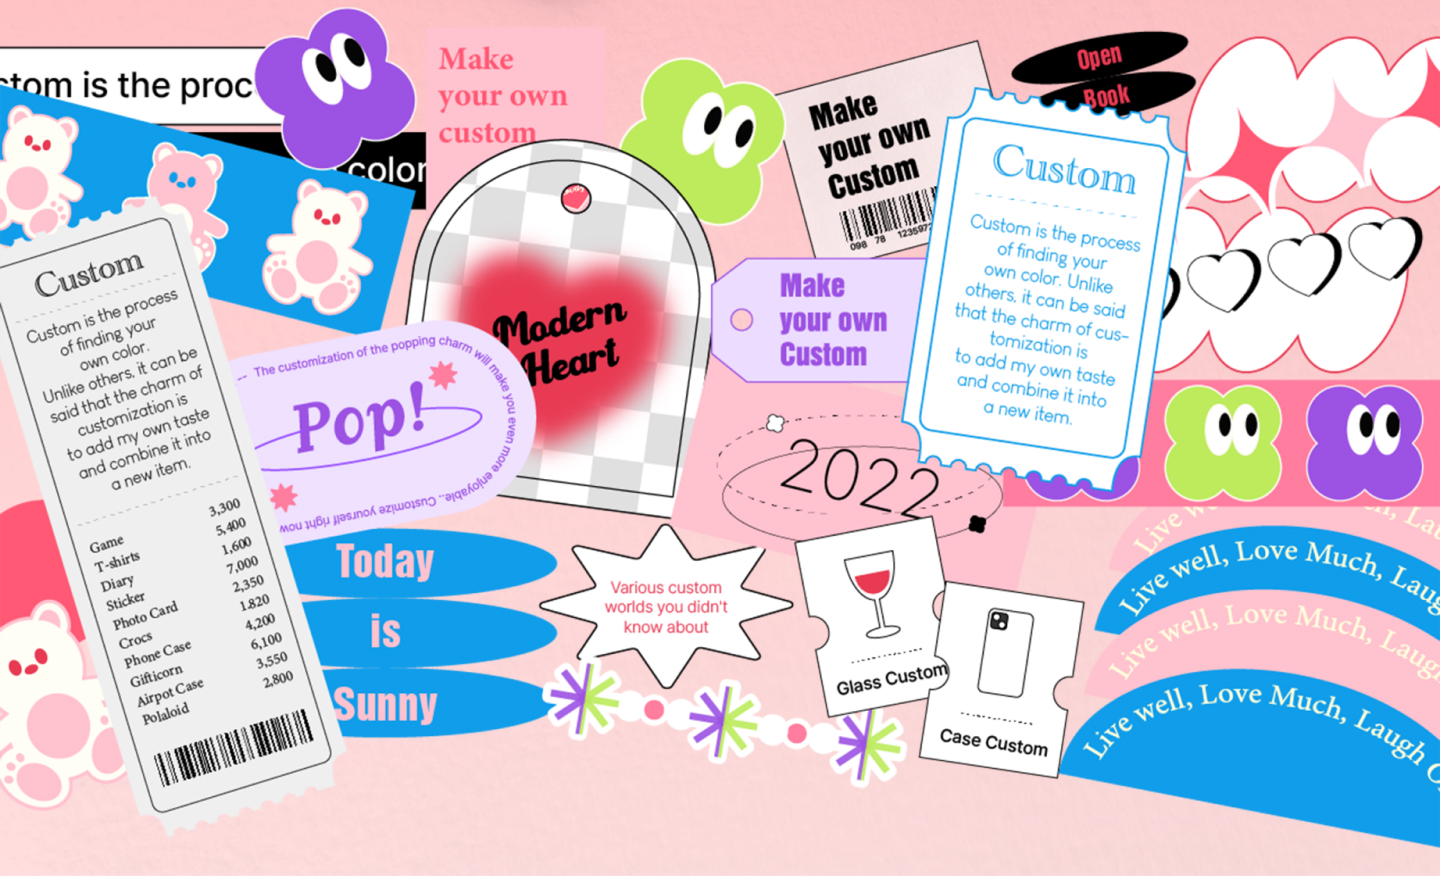 stom is the proc
color
Make
your own
custom
Make
your own
Custom
098 78
Open
Book
Custom
Custom is the process
of finding your
own color. Unlike
others, it can be said
that the charm of cus-
tomization is
to add my own taste
and combine it into
a new item.
Custom
Custom is the process
of finding your
own color.
Unlike others, it can be
said that the charm of
customization is
to add my own taste
and combine it into
a new item.
Game 3,300
T-shirts 5,400
Diary 1,600
Sticker 7,000
Photo Card 2,350
Crocs 1.820
Phone Case 4,200
Gifticorn 6,100
Airpot Case 3,550
Polaloid 2,800
Modern
Heart
Make
your own
Custom
The customization of the popping charm will make you even more enjoyable... Customize yourself right now
Pop!
2022
Today
is
Sunny
Various custom
worlds you didn't
know about
Glass Custom
Case Custom
Live w
Much, Lau
Live well, Love Much, Laug
Live well, Love Much, Laugh
Live well, Love Much, Laugh O